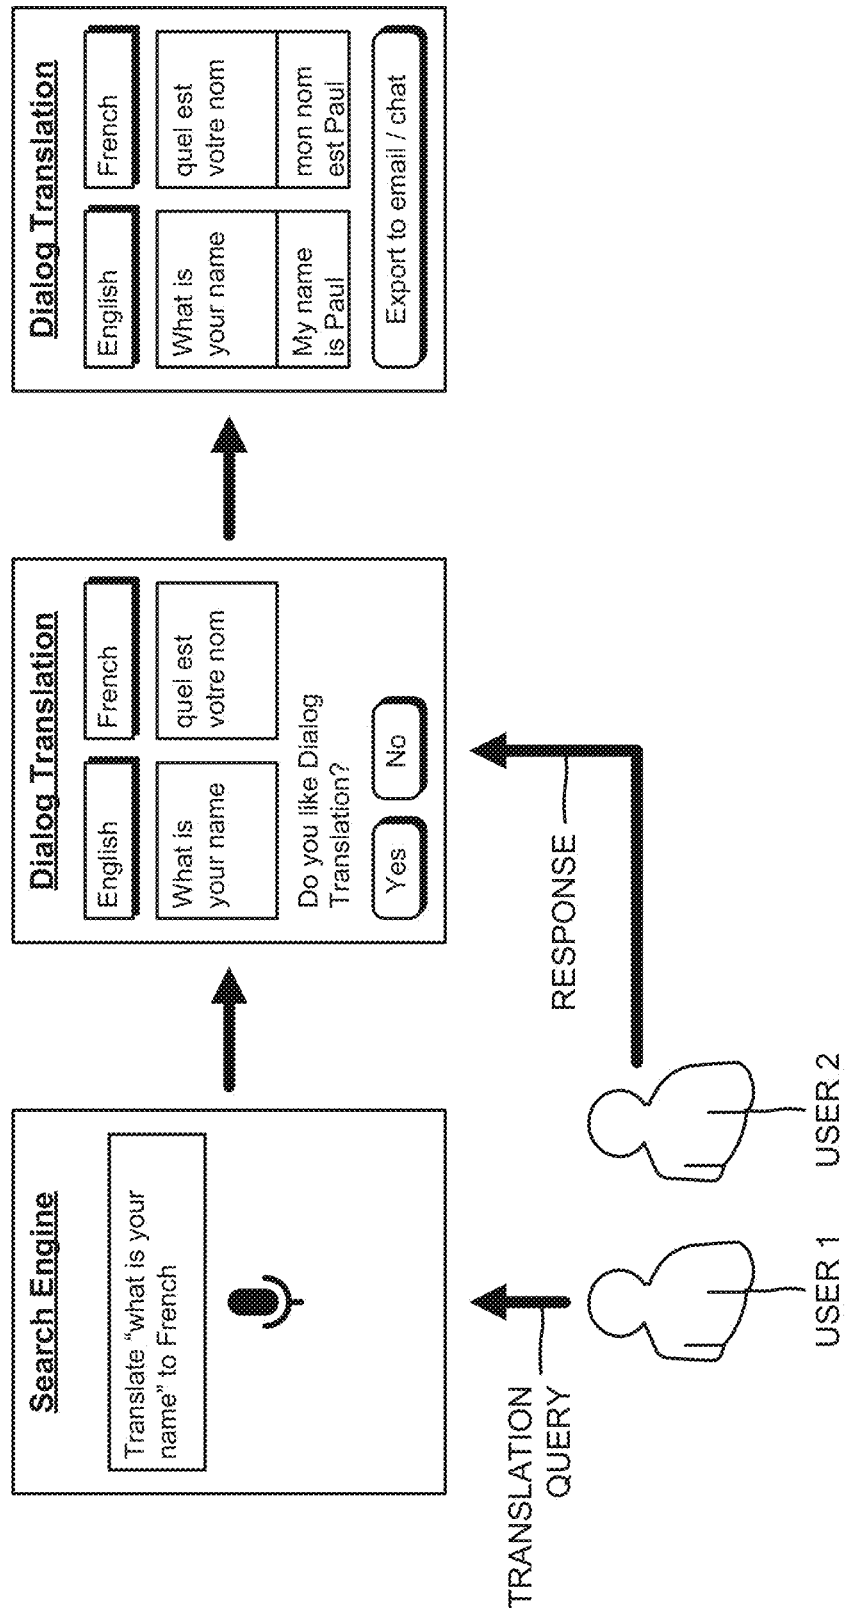 Search Engine
Translate “what is your
name” to French
TRANSLATION
QUERY
USER 1
USER 2
RESPONSE
Dialog Translation
English
French
What is
your name
quel est
votre nom
Do you like Dialog
Translation?
Yes
No
Dialog Translation
English
French
What is
your name
quel est
votre nom
My name
is Paul
mon nom
est Paul
Export to email / chat